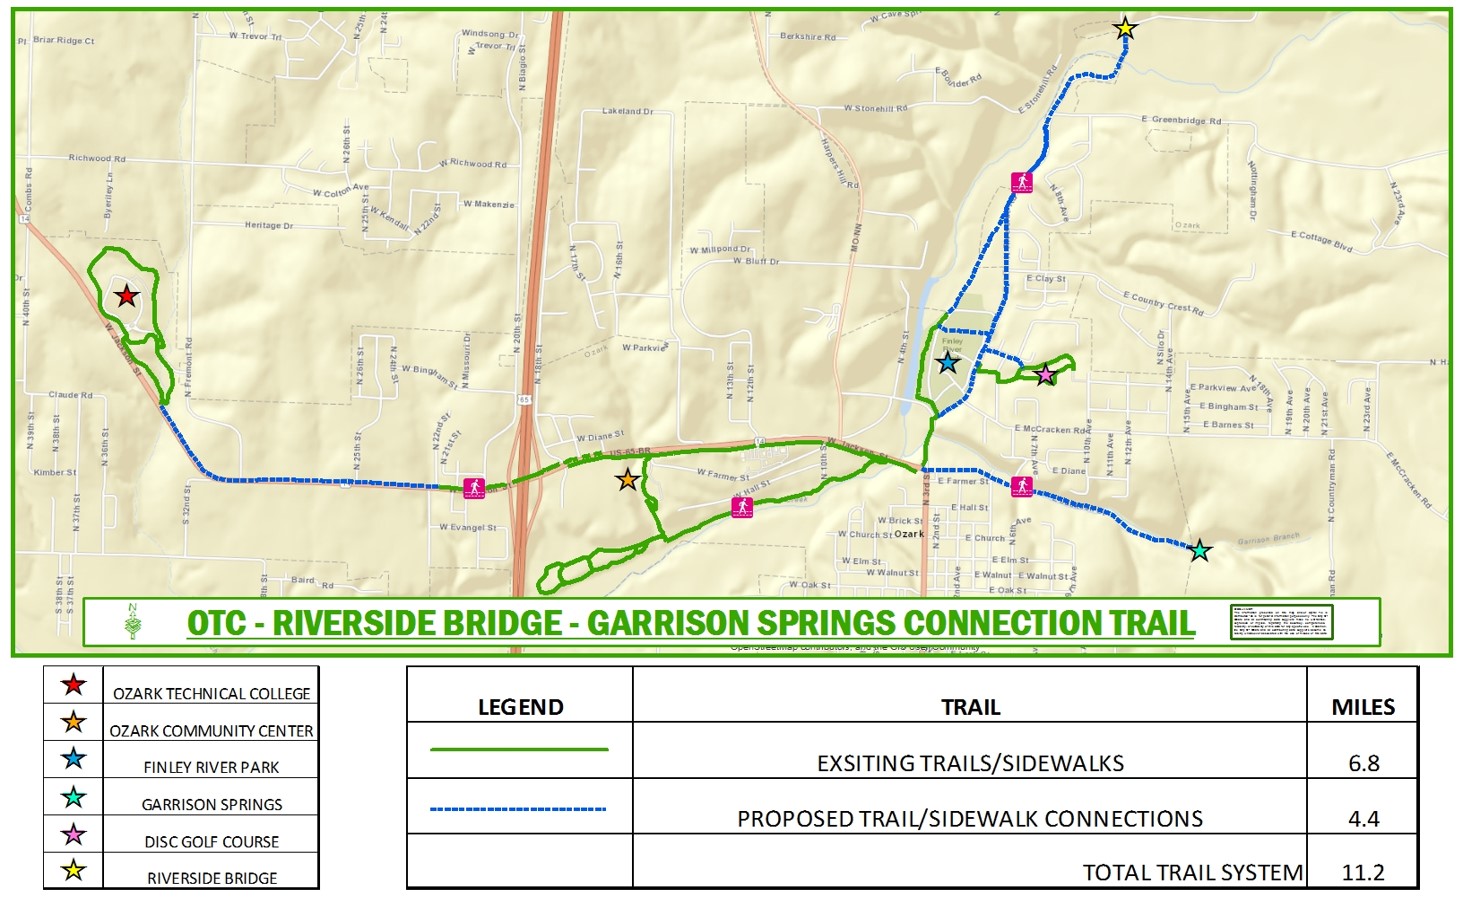 W Cave Spri
W Trevor Trl
Windsong Dr
W Trevor Trl
Berkshire Rd
Briar Ridge Ct
N 25th St
N 24t
N Biagio St
E Boulder Rd
E Stonehill Rd
W Stonehill Rd
Lakeland Dr
E Greenbridge Rd
N 26th St
Richwood Rd
W Richwood Rd
Harpers Hill Rd
N Combs Rd
Byerley Ln
W Colton Ave
N 25th St
W Kendall
N 22nd St
W Makenzie
N 8th Ave
Nottingham Dr
N 23rd Ave
14
Heritage Dr
Ozark
E Cottage Blvd
MO-NN
W Millpond Dr
W Bluff Dr
N 17th St
N 16th St
E Clay St
E Country Crest Rd
N 40th St
N 20th St
N 18th St
N 4th St
W Jackson St
N Fremont Rd
N 26th St
N 24th St
N Missouri Dr
W Bingham St
Ozark
W Parkview
N 13th St
N 12th St
Finley
River
N Silo Dr
N 14th Ave
E Parkview Ave
N 18th Ave
E Bingham St
E Barnes St
N 15th Ave
N 19th Ave
N 20th Ave
N 21st Ave
N 23rd Ave
Claude Rd
N 39th St
N 38th St
N 36th St
65
N 22nd St
N 21st St
N 25th St
W Diane St
US-65-BR
14
W Jackson St
N 10th St
E McCracken Rd
N 7th Ave
N 10th Ave
N 11th Ave
N 12th Ave
E Diane
E McCracken Rd
Kimber St
N 37th St
S 32nd St
W Farmer St
W Hall St
N 3rd St
E Farmer St
E Hall St
N Countryman Rd
W Evangel St
W Brick St
W Church St
Ozark
N 2nd St
E Church
N 6th Ave
E Elm St
W Elm St
W Walnut St
E Walnut
E Walnut St
W Oak St
E Oak St
Garrison Branch
Baird Rd
S 38th St
S 37th St
N
OTC - RIVERSIDE BRIDGE - GARRISON SPRINGS CONNECTION TRAIL
OpenStreetMap contributors, and the GIS User Community
OZARK TECHNICAL COLLEGE
OZARK COMMUNITY CENTER
FINLEY RIVER PARK
GARRISON SPRINGS
DISC GOLF COURSE
RIVERSIDE BRIDGE
LEGEND TRAIL MILES
EXSITING TRAILS/SIDEWALKS 6.8
PROPOSED TRAIL/SIDEWALK CONNECTIONS 4.4
TOTAL TRAIL SYSTEM 11.2